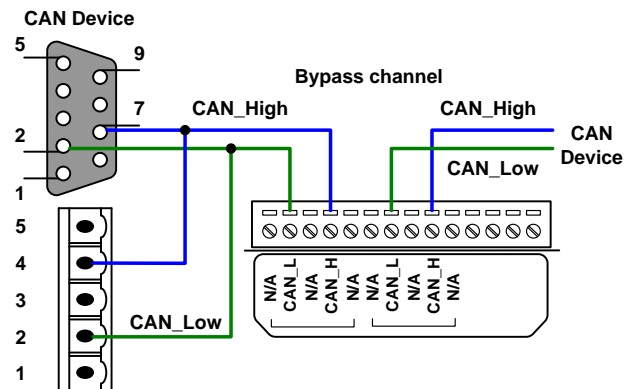 CAN Device
5
9
Bypass channel
7
CAN_High
CAN_High
2
CAN
Device
CAN_Low
1
5
4
3
2
CAN_Low
1
N/A
CAN_L
N/A
CAN_H
N/A
N/A
CAN_L
N/A
CAN_H
N/A